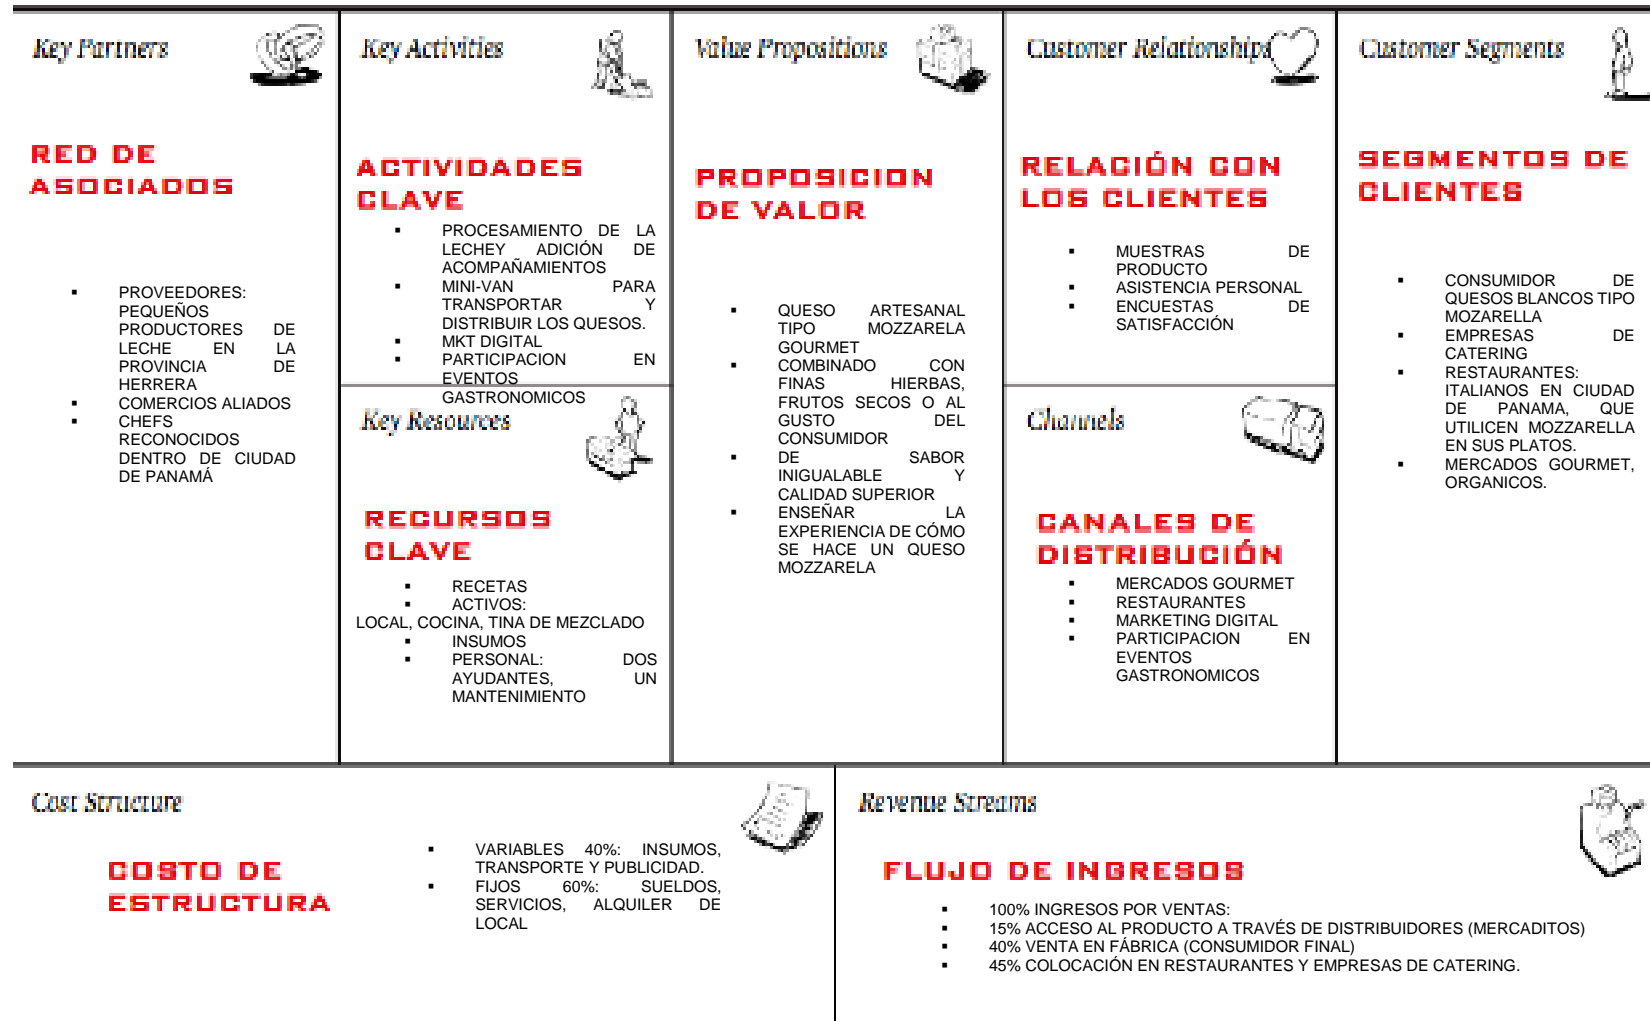 Key Partners
RED DE
ASOCIADOS
▪ PROVEEDORES:
PEQUEÑOS
PRODUCTORES DE
LECHE EN LA
PROVINCIA DE
HERRERA
▪ COMERCIOS ALIADOS
▪ CHEFS
RECONOCIDOS
DENTRO DE CIUDAD
DE PANAMÁ
Key Activities
ACTIVIDADES
CLAVE
▪ PROCESAMIENTO DE LA
LECHEY ADICIÓN DE
ACOMPAÑAMIENTOS
▪ MINI-VAN PARA
TRANSPORTAR Y
DISTRIBUIR LOS QUESOS.
▪ MKT DIGITAL
▪ PARTICIPACION EN
EVENTOS
GASTRONOMICOS
Key Resources
RECURSOS
CLAVE
▪ RECETAS
▪ ACTIVOS:
LOCAL, COCINA, TINA DE MEZCLADO
▪ INSUMOS
▪ PERSONAL: DOS
AYUDANTES, UN
MANTENIMIENTO
Value Propositions
PROPOSICION
DE VALOR
▪ QUESO ARTESANAL
TIPO MOZZARELA
GOURMET
▪ COMBINADO CON
FINAS HIERBAS,
FRUTOS SECOS O AL
GUSTO DEL
CONSUMIDOR
▪ DE SABOR
INIGUALABLE Y
CALIDAD SUPERIOR
▪ ENSEÑAR LA
EXPERIENCIA DE CÓMO
SE HACE UN QUESO
MOZZARELA
Customer Relationships
RELACIÓN CON
LOS CLIENTES
▪ MUESTRAS DE
PRODUCTO
▪ ASISTENCIA PERSONAL
▪ ENCUESTAS DE
SATISFACCIÓN
Channels
CANALES DE
DISTRIBUCIÓN
▪ MERCADOS GOURMET
▪ RESTAURANTES
▪ MARKETING DIGITAL
▪ PARTICIPACION EN
EVENTOS
GASTRONOMICOS
Customer Segments
SEGMENTOS DE
CLIENTES
▪ CONSUMIDOR DE
QUESOS BLANCOS TIPO
MOZARELLA
▪ EMPRESAS DE
CATERING
▪ RESTAURANTES:
ITALIANOS EN CIUDAD
DE PANAMA, QUE
UTILICEN MOZZARELLA
EN SUS PLATOS.
▪ MERCADOS GOURMET,
ORGANICOS.
Cost Structure
COSTO DE
ESTRUCTURA
▪ VARIABLES 40%: INSUMOS,
TRANSPORTE Y PUBLICIDAD.
▪ FIJOS 60%: SUELDOS,
SERVICIOS, ALQUILER DE
LOCAL
Revenue Streams
FLUJO DE INGRESOS
▪ 100% INGRESOS POR VENTAS:
▪ 15% ACCESO AL PRODUCTO A TRAVÉS DE DISTRIBUIDORES (MERCADITOS)
▪ 40% VENTA EN FÁBRICA (CONSUMIDOR FINAL)
▪ 45% COLOCACIÓN EN RESTAURANTES Y EMPRESAS DE CATERING.